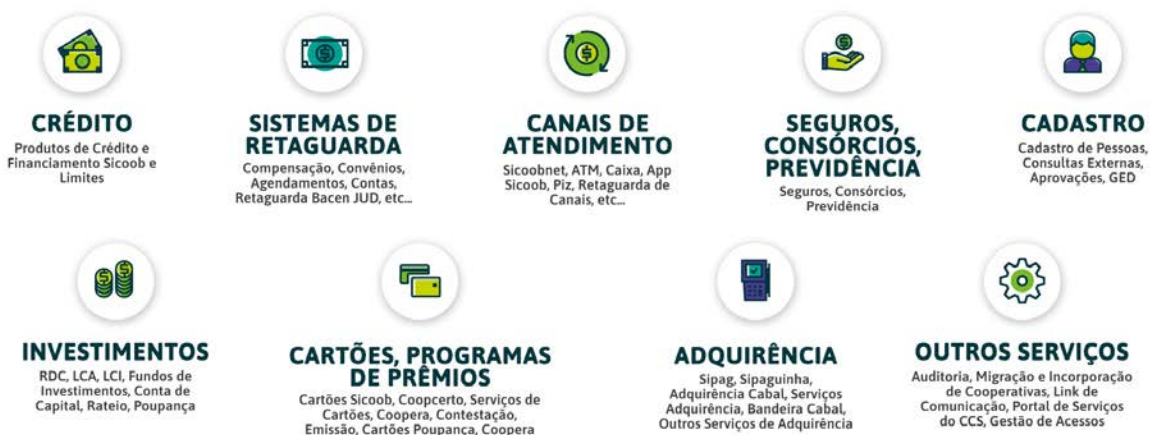 CRÉDITO
Produtos de Crédito e
Financiamento Sicoob e
Limites
SISTEMAS DE
RETAGUARDA
Compensação, Convênios,
Agendamentos, Contas,
Retaguarda Bacen JUD, etc...
CANAIS DE
ATENDIMENTO
Sicoobnet, ATM, Caixa, App
Sicoob, Piz, Retaguarda de
Canais, etc...
SEGUROS,
CONSÓRCIOS,
PREVIDÊNCIA
Seguros, Consórcios,
Previdência
CADASTRO
Cadastro de Pessoas,
Consultas Externas,
Aprovações, GED
INVESTIMENTOS
RDC, LCA, LCI, Fundos de
Investimentos, Conta de
Capital, Rateio, Poupança
CARTÕES, PROGRAMAS
DE PRÊMIOS
Cartões Sicoob, Coopcerto, Serviços de
Cartões, Coopera, Contestação,
Emissão, Cartões Poupança, Coopera
ADQUIRÊNCIA
Sipag, Sipaguinha,
Adquirência Cabal, Serviços
Adquirência, Bandeira Cabal,
Outros Serviços de Adquirência
OUTROS SERVIÇOS
Auditoria, Migração e Incorporação
de Cooperativas, Link de
Comunicação, Portal de Serviços
do CCS, Gestão de Acessos